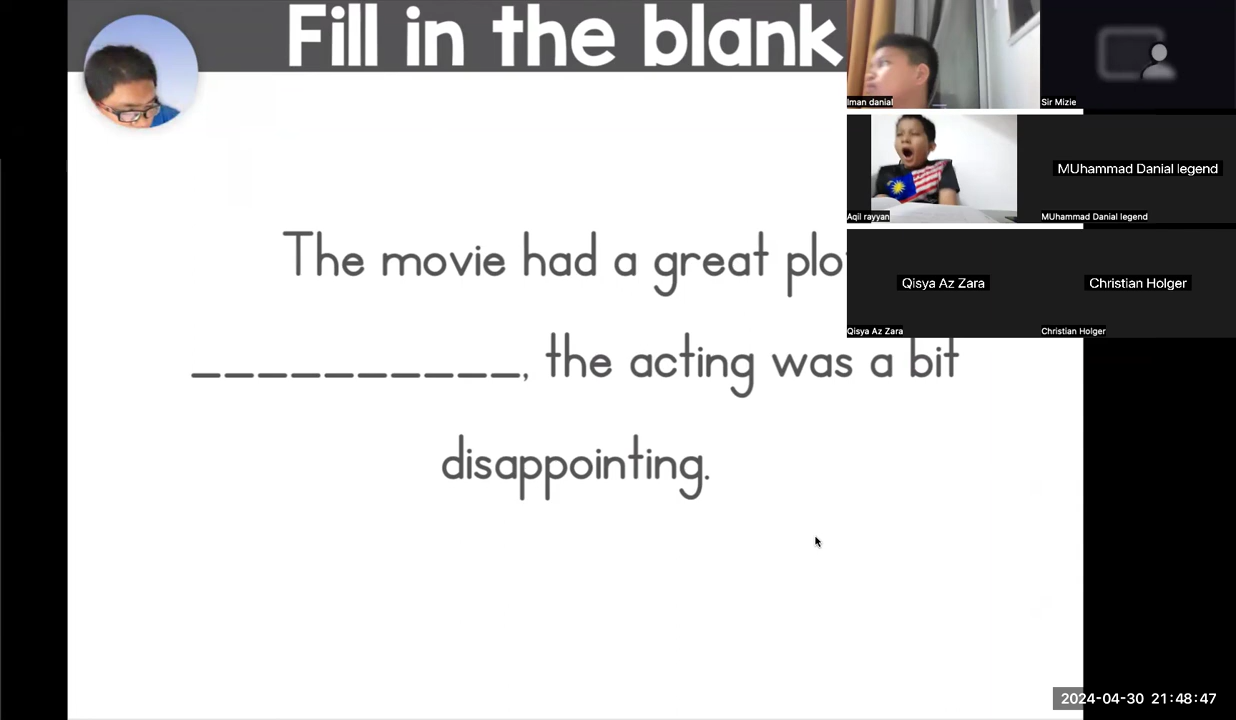 Fill in the blank
The movie had a great plo
__________, the acting was a bit
disappointing.
Iman danial
Sir Mizie
Aqil rayyan
MUhammad Danial legend
MUhammad Danial legend
Qisya Az Zara
Qisya Az Zara
Christian Holger
Christian Holger
2024-04-30 21:48:47